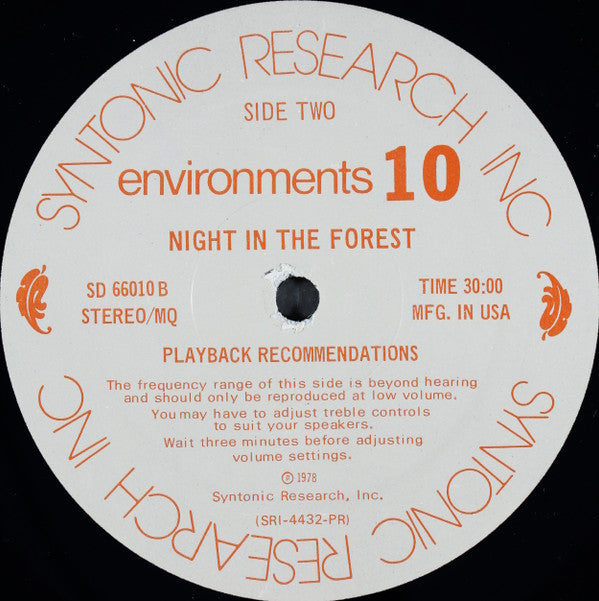 SYNTONIC RESEARCH INC
SIDE TWO
environments 10
NIGHT IN THE FOREST
SD 66010 B
STEREO/MQ
TIME 30:00
MFG. IN USA
PLAYBACK RECOMMENDATIONS
The frequency range of this side is beyond hearing
and should only be reproduced at low volume.
You may have to adjust treble controls
to suit your speakers.
Wait three minutes before adjusting
volume settings.
Ⓟ 1978
Syntonic Research, Inc.
(SRI-4432-PR)
SYNTONIC RESEARCH INC